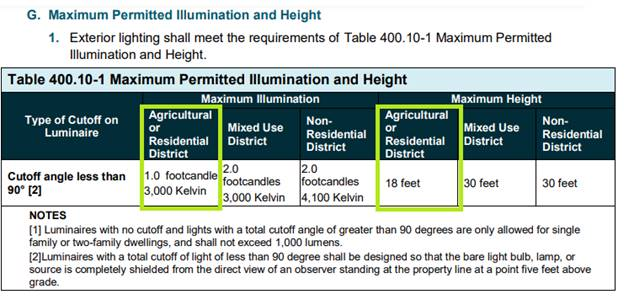 G. Maximum Permitted Illumination and Height
1. Exterior lighting shall meet the requirements of Table 400.10-1 Maximum Permitted
Illumination and Height.
Table 400.10-1 Maximum Permitted Illumination and Height
Type of Cutoff on
Luminaire
Maximum Illumination
Maximum Height
Agricultural
or
Residential
District
Mixed Use
District
Non-
Residential
District
Agricultural
or
Residential
District
Mixed Use
District
Non-
Residential
District
Cutoff angle less than
90° [2]
1.0 footcandle
3,000 Kelvin
2.0
footcandles
3,000 Kelvin
2.0
footcandles
4,100 Kelvin
18 feet
30 feet
30 feet
NOTES
[1] Luminaires with no cutoff and lights with a total cutoff angle of greater than 90 degrees are only allowed for single
family or two-family dwellings, and shall not exceed 1,000 lumens.
[2]Luminaires with a total cutoff of light of less than 90 degree shall be designed so that the bare light bulb, lamp, or
source is completely shielded from the direct view of an observer standing at the property line at a point five feet above
grade.